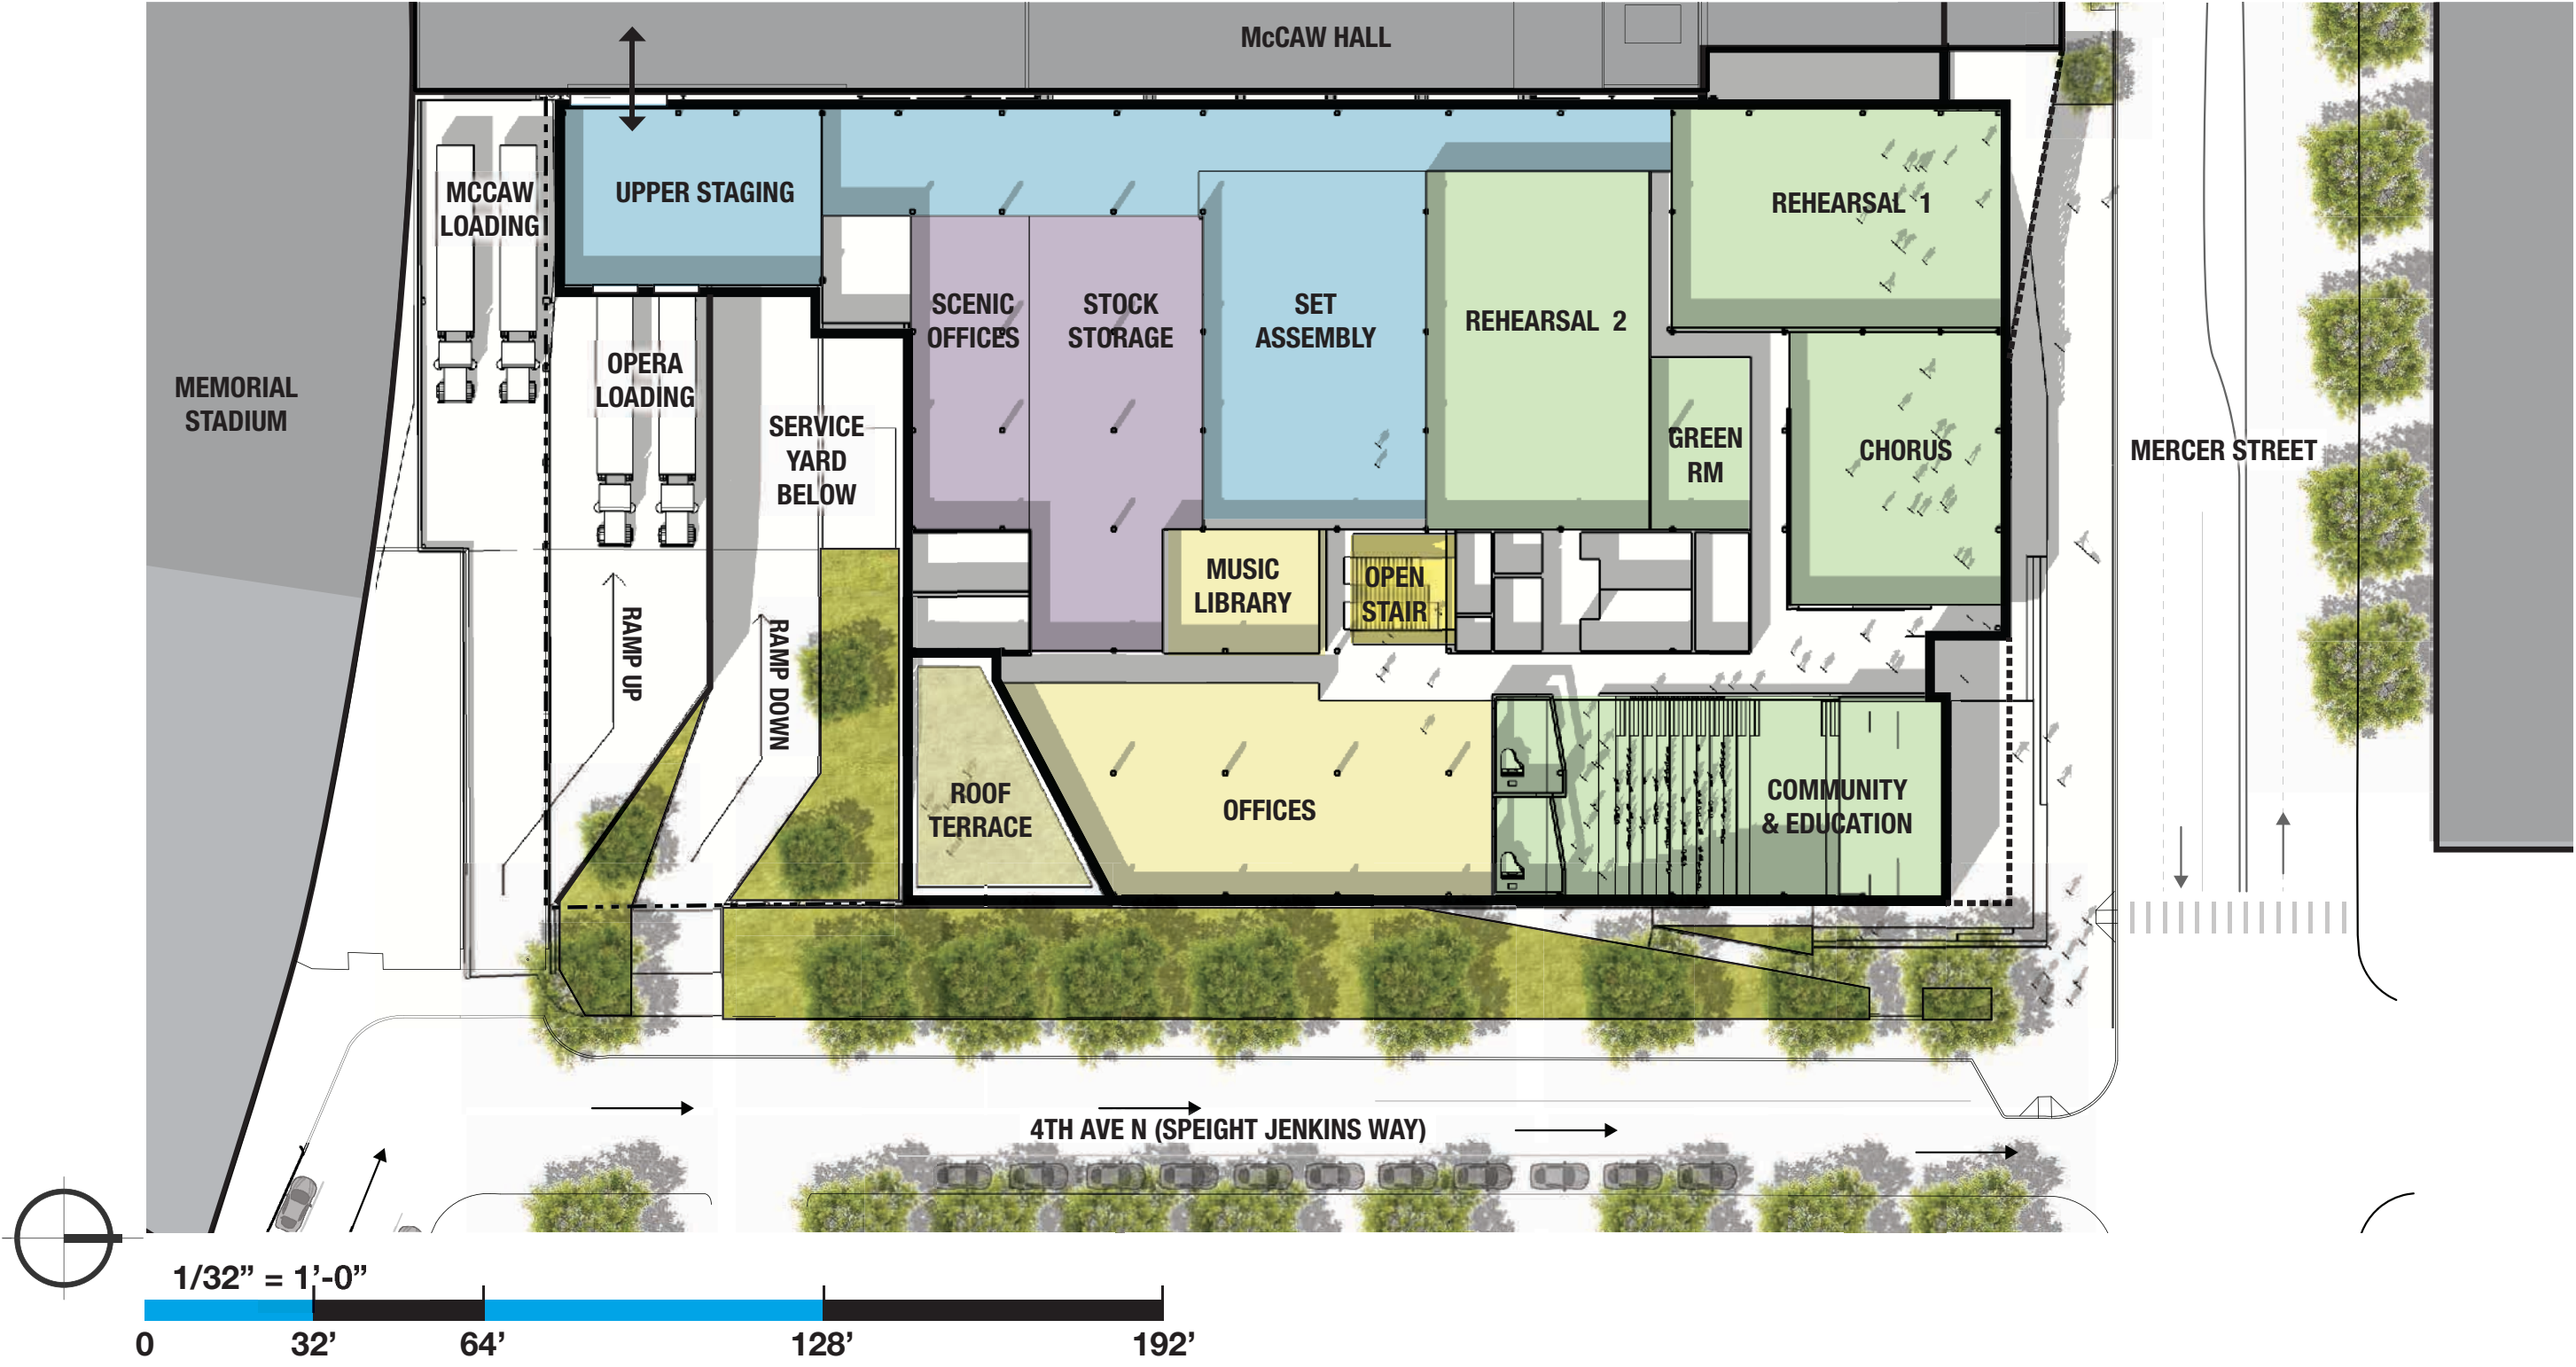 McCAW HALL
MCCAW
LOADING
UPPER STAGING
REHEARSAL 1
SCENIC
OFFICES
STOCK
STORAGE
SET
ASSEMBLY
REHEARSAL 2
OPERA
LOADING
MEMORIAL
STADIUM
SERVICE
YARD
BELOW
GREEN
RM
CHORUS
MERCER STREET
MUSIC
LIBRARY
OPEN
STAIR
RAMP UP
RAMP DOWN
ROOF
TERRACE
OFFICES
COMMUNITY
& EDUCATION
4TH AVE N (SPEIGHT JENKINS WAY)
1/32” = 1’-0”
0 32’ 64’ 128’ 192’